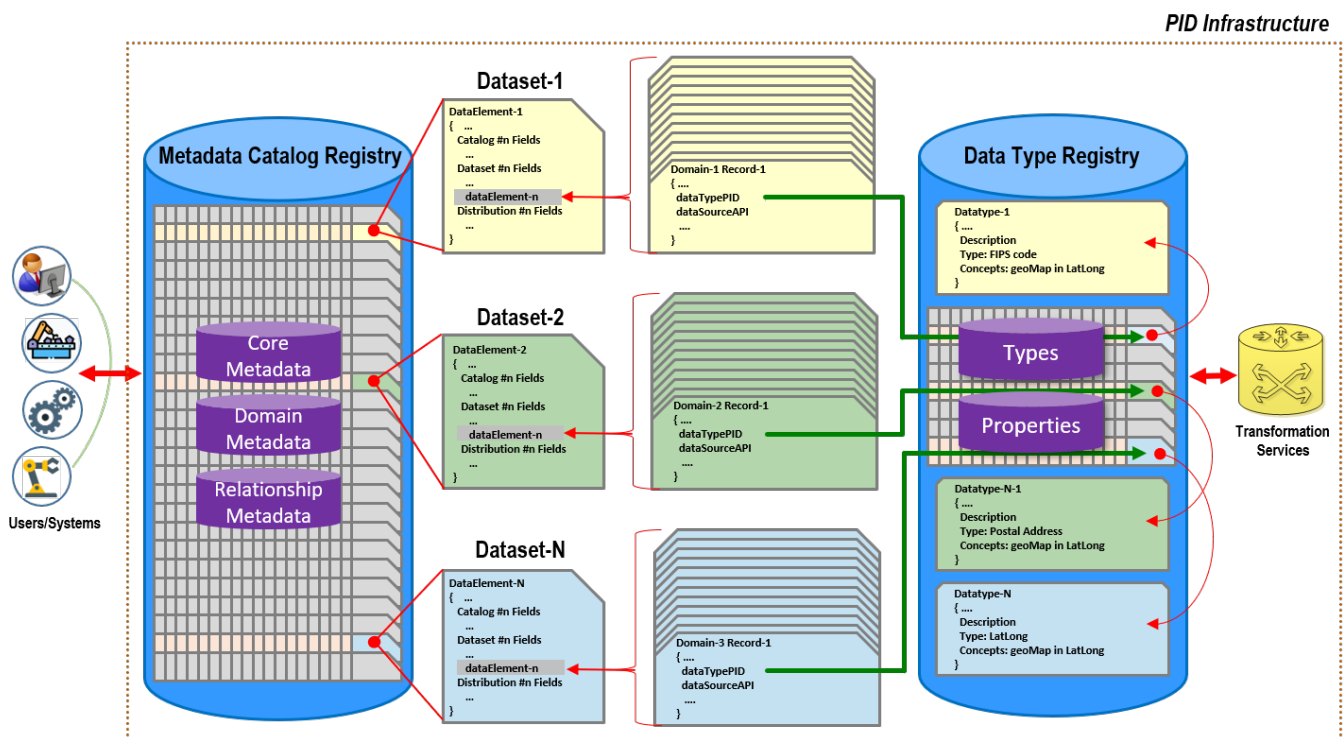 PID Infrastructure
Metadata Catalog Registry
Core
Metadata
Domain
Metadata
Relationship
Metadata
Users/Systems
Dataset-1
DataElement-1
{ ...
Catalog #n Fields
...
Dataset #n Fields
...
dataElement-n
Distribution #n Fields
...
}
Domain-1 Record-1
{ ....
dataTypePID
dataSourceAPI
....
}
Dataset-2
DataElement-2
{ ...
Catalog #n Fields
...
Dataset #n Fields
...
dataElement-n
Distribution #n Fields
...
}
Domain-2 Record-1
{ ....
dataTypePID
dataSourceAPI
....
}
Dataset-N
DataElement-N
{ ...
Catalog #n Fields
...
Dataset #n Fields
...
dataElement-n
Distribution #n Fields
...
}
Domain-3 Record-1
{ ....
dataTypePID
dataSourceAPI
....
}
Data Type Registry
Datatype-1
{ ....
Description
Type: FIPS code
Concepts: geoMap in LatLong
}
Types
Properties
Datatype-N-1
{ ....
Description
Type: Postal Address
Concepts: geoMap in LatLong
}
Datatype-N
{ ....
Description
Type: LatLong
Concepts: geoMap in LatLong
}
Transformation
Services